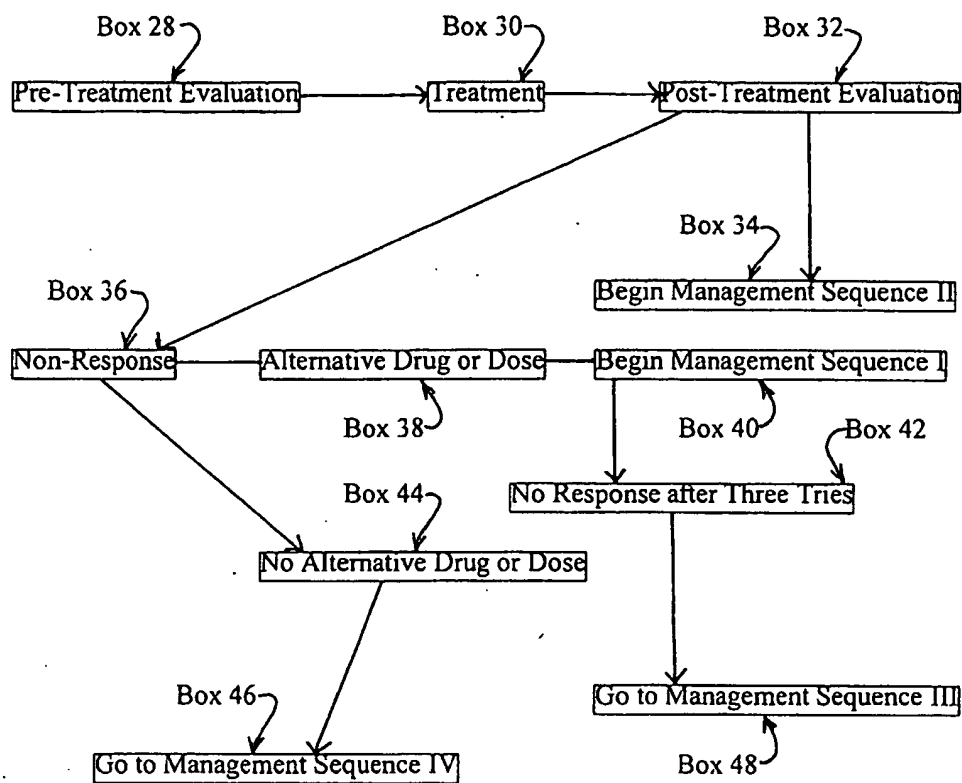 Box 28
Box 30
Box 32
Pre-Treatment Evaluation
Treatment
Post-Treatment Evaluation
Box 34
Begin Management Sequence II
Box 36
Non-Response
Alternative Drug or Dose
Begin Management Sequence I
Box 38
Box 40
Box 42
Box 44
No Response after Three Tries
No Alternative Drug or Dose
Box 46
Go to Management Sequence III
Go to Management Sequence IV
Box 48